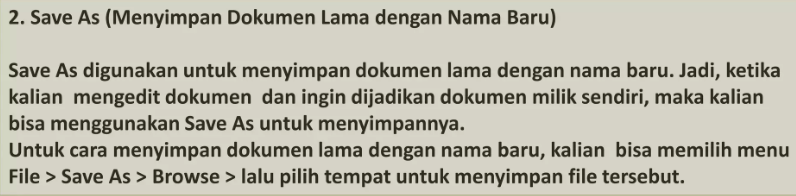 2. Save As (Menyimpan Dokumen Lama dengan Nama Baru)
Save As digunakan untuk menyimpan dokumen lama dengan nama baru. Jadi, ketika
kalian mengedit dokumen dan ingin dijadikan dokumen milik sendiri, maka kalian
bisa menggunakan Save As untuk menyimpannya.
Untuk cara menyimpan dokumen lama dengan nama baru, kalian bisa memilih menu
File > Save As > Browse > lalu pilih tempat untuk menyimpan file tersebut.